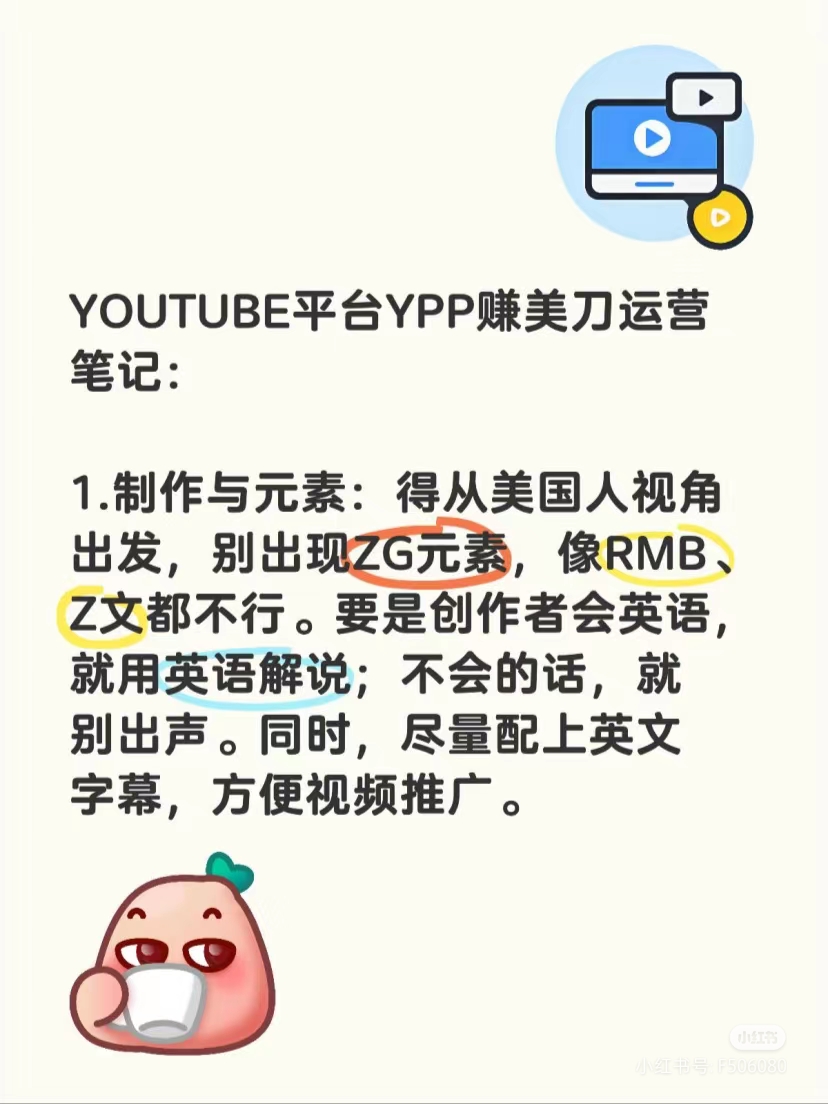 YOUTUBE平台YPP赚美刀运营
笔记：
1.制作与元素：得从美国人视角
出发，别出现ZG元素，像RMB、
Z文都不行。要是创作者会英语，
就用英语解说；不会的话，就
别出声。同时，尽量配上英文
字幕，方便视频推广。
小红书
小红书号 F396080